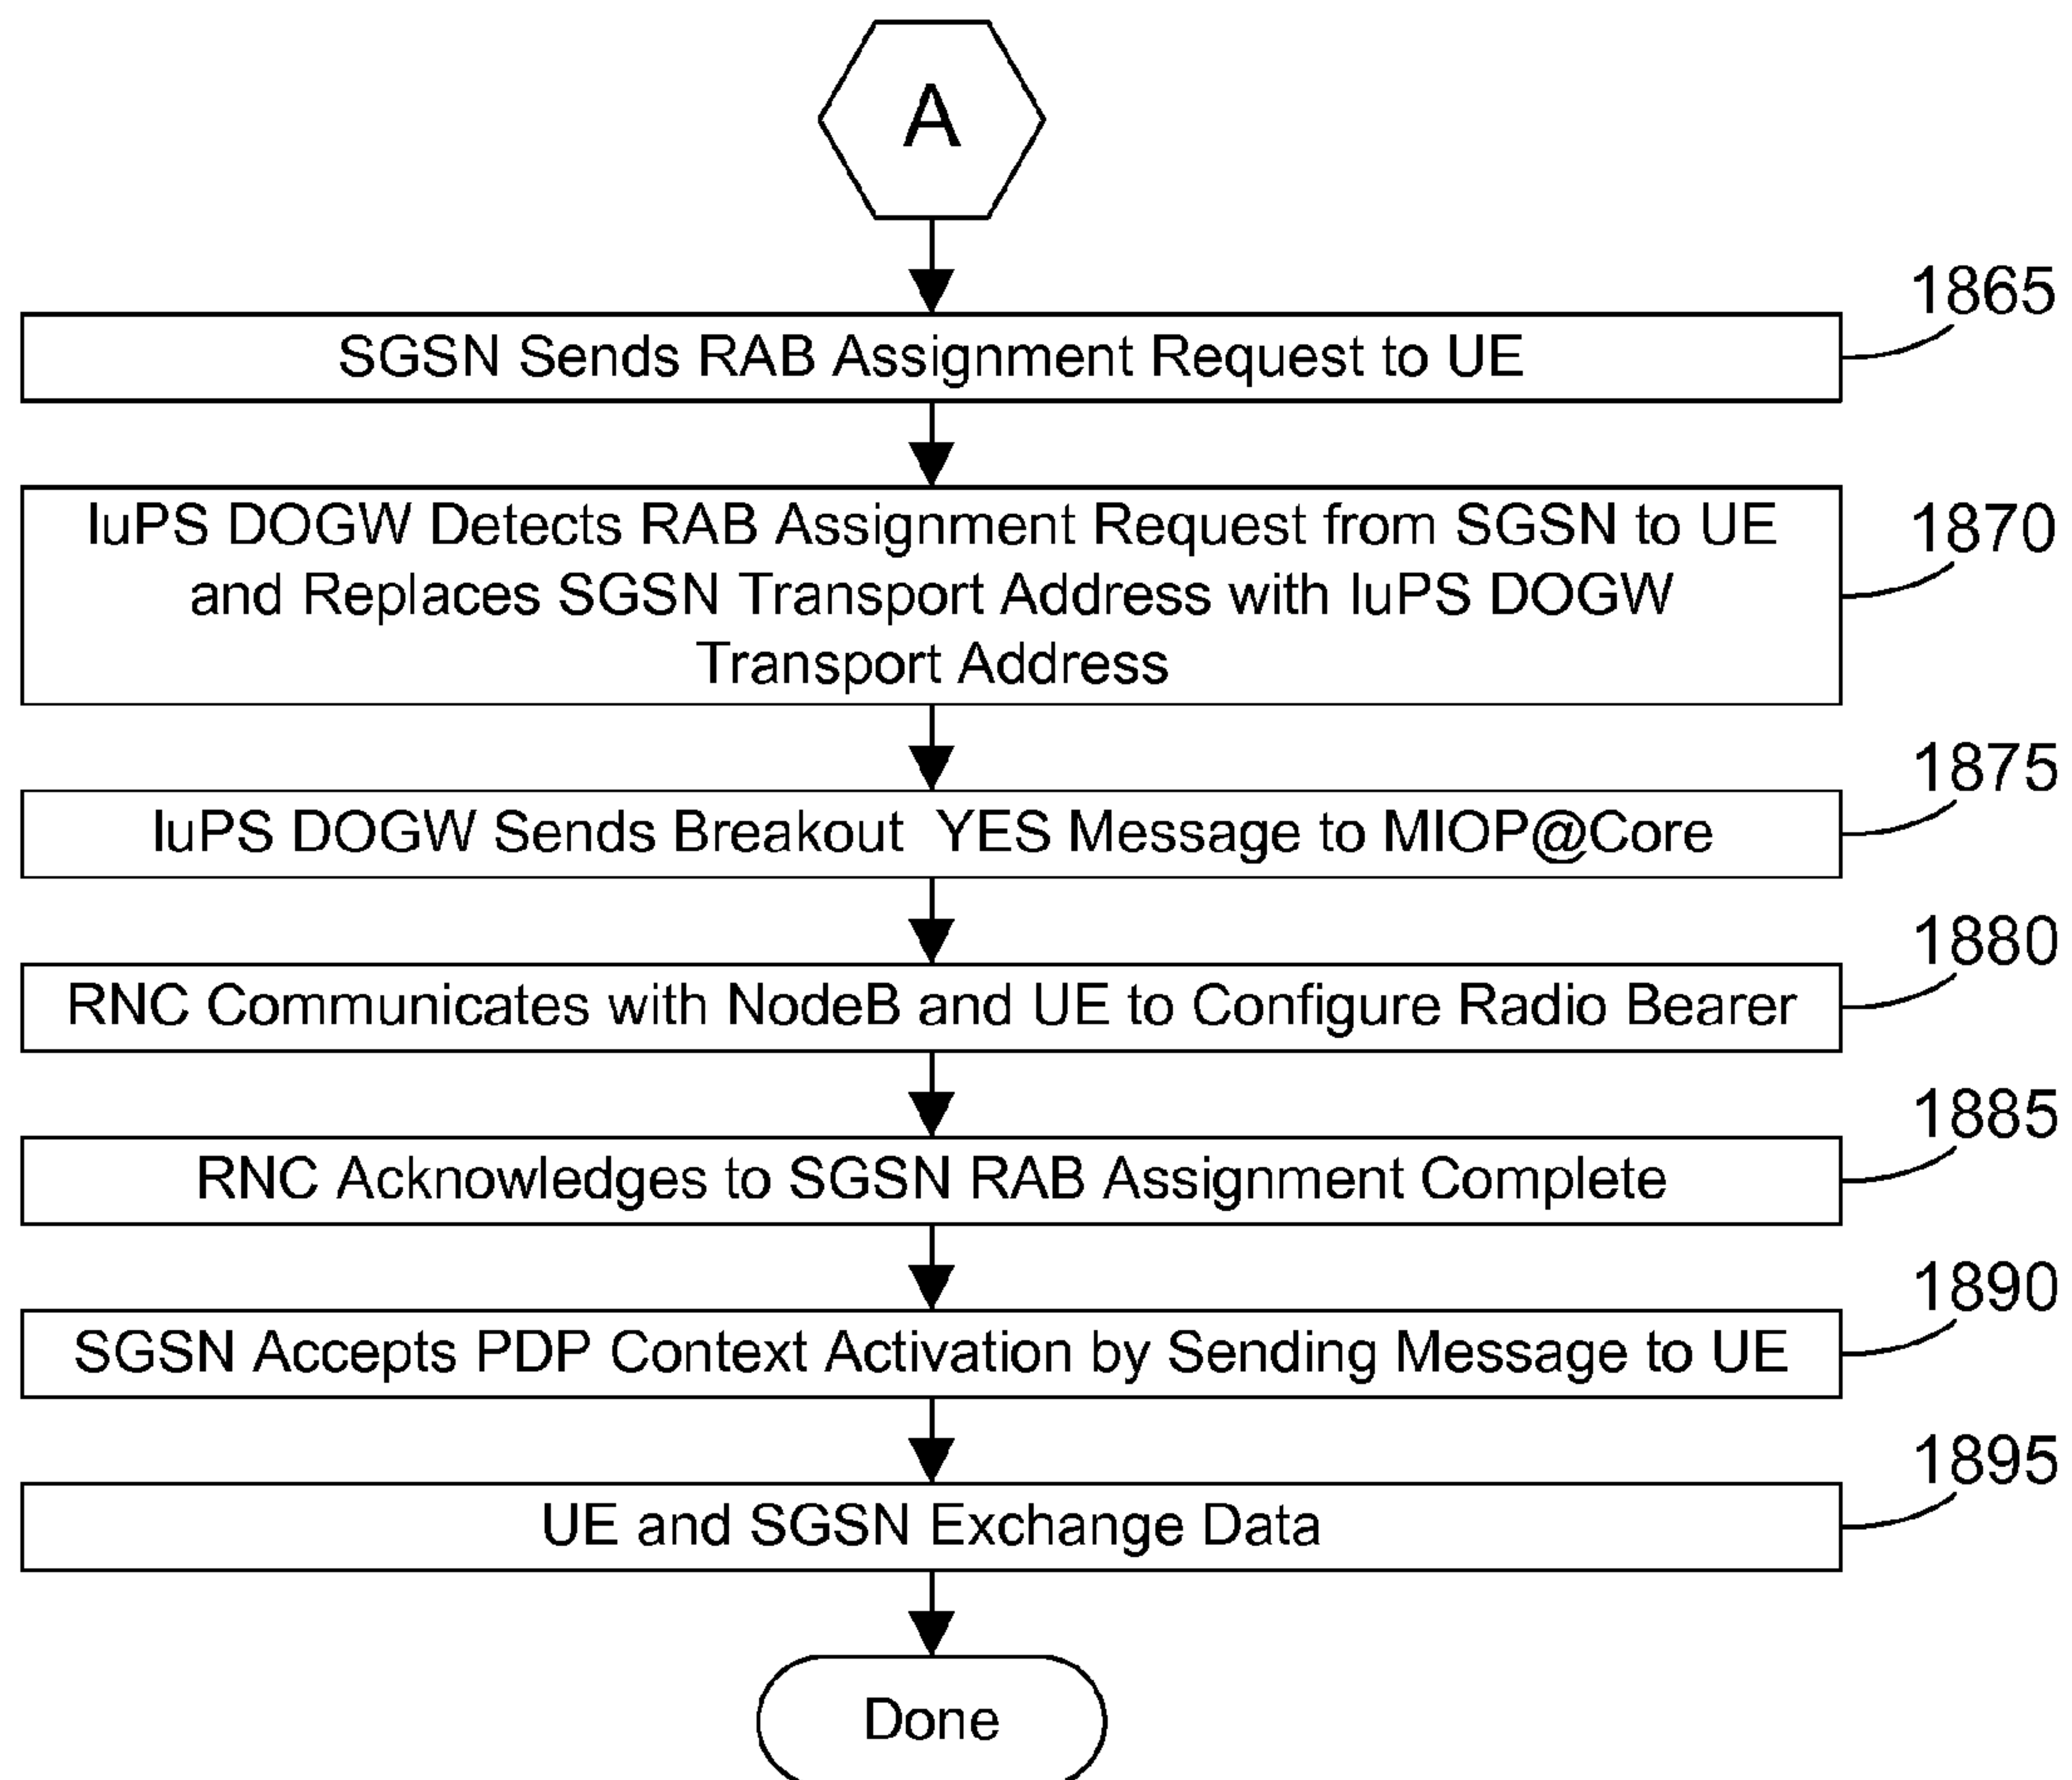 A
1865
SGSN Sends RAB Assignment Request to UE
1870
IuPS DOGW Detects RAB Assignment Request from SGSN to UE
and Replaces SGSN Transport Address with IuPS DOGW
Transport Address
1875
IuPS DOGW Sends Breakout YES Message to MIOP@Core
1880
RNC Communicates with NodeB and UE to Configure Radio Bearer
1885
RNC Acknowledges to SGSN RAB Assignment Complete
1890
SGSN Accepts PDP Context Activation by Sending Message to UE
1895
UE and SGSN Exchange Data
Done